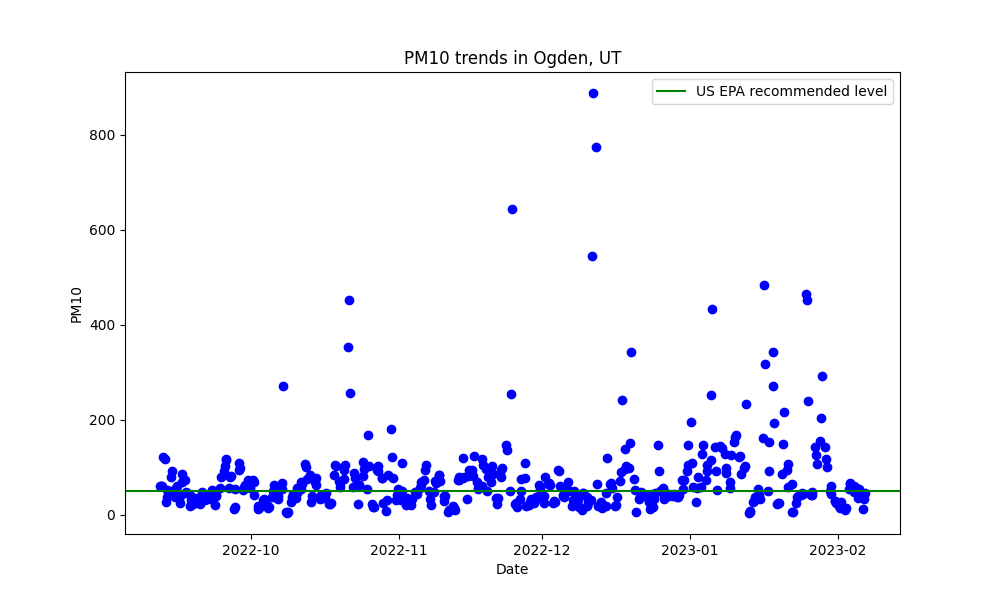 PM10 trends in Ogden, UT
US EPA recommended level
800
600
400
200
0
PM10
2022-10
2022-11
2022-12
2023-01
2023-02
Date